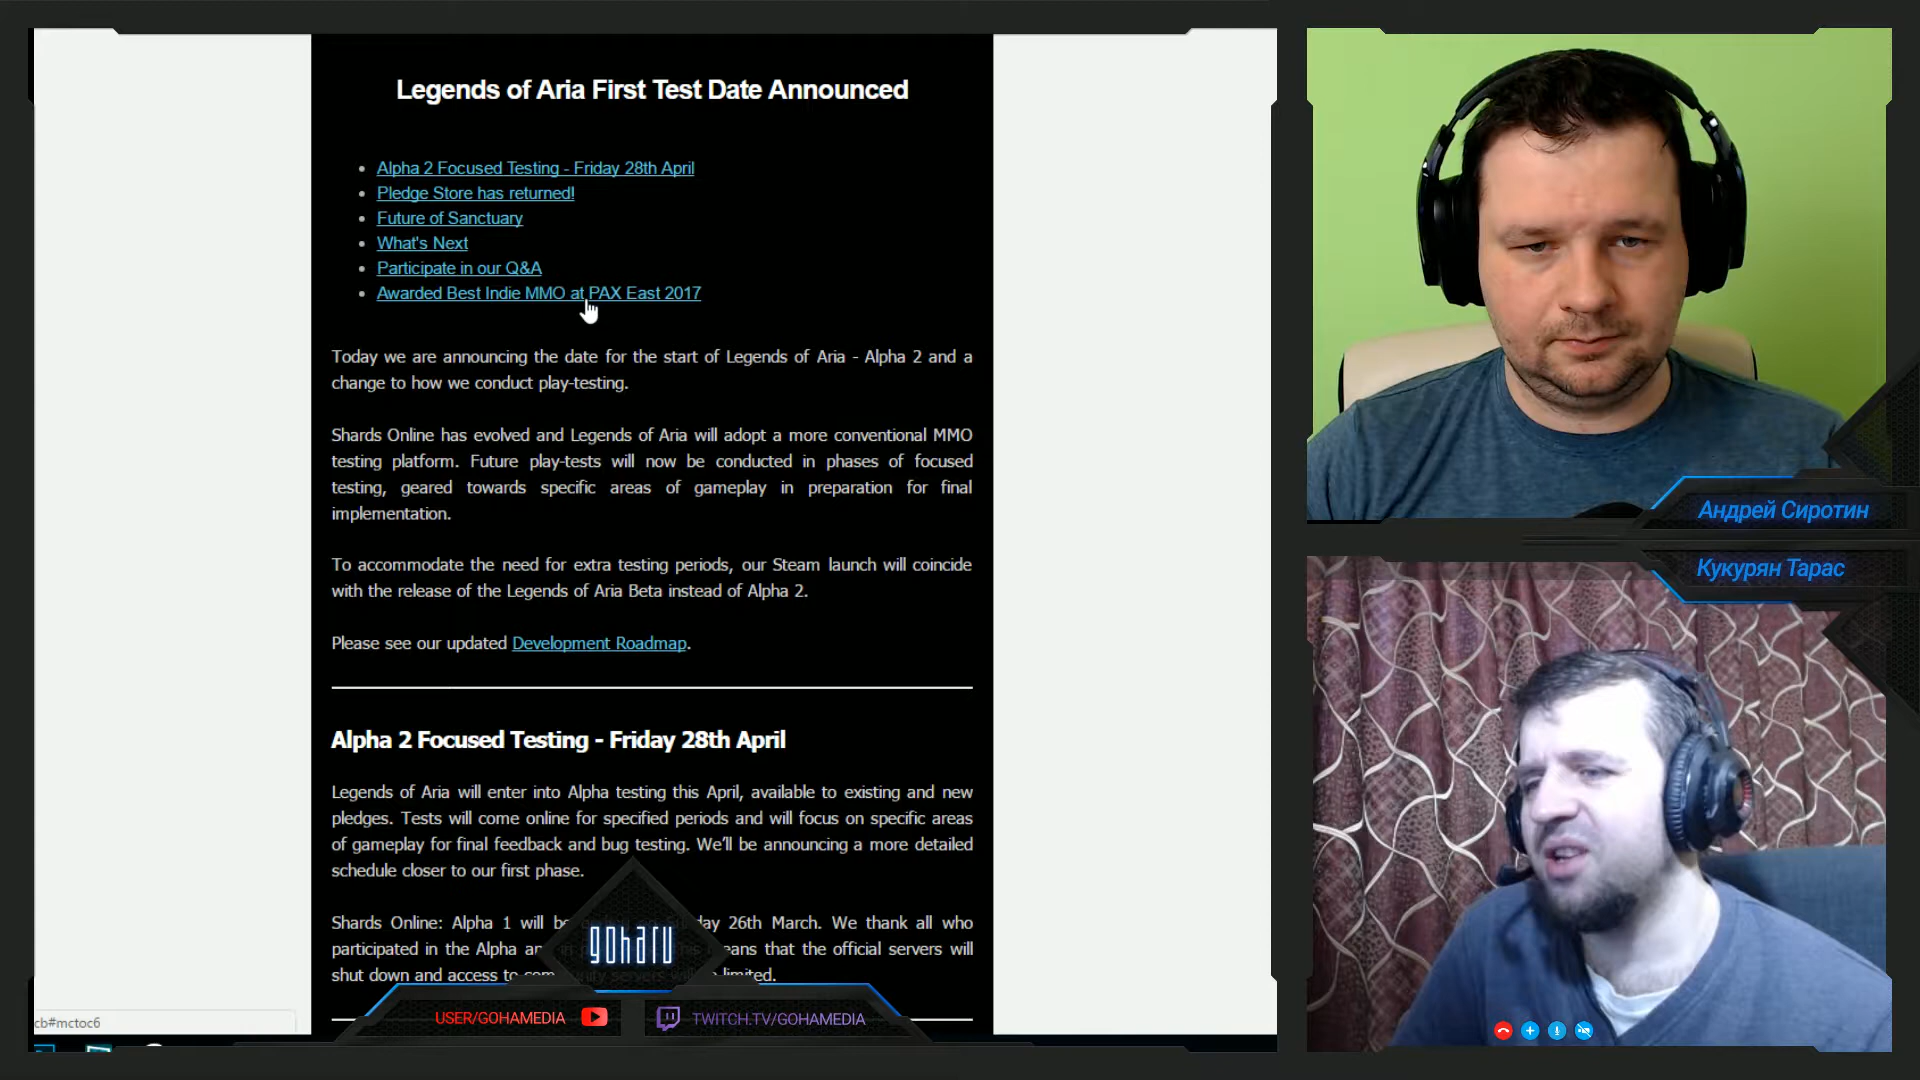 Legends of Aria First Test Date Announced
Alpha 2 Focused Testing - Friday 28th April
Pledge Store has returned!
Future of Sanctuary
What's Next
Participate in our Q&A
Awarded Best Indie MMO at PAX East 2017
Today we are announcing the date for the start of Legends of Aria - Alpha 2 and a
change to how we conduct play-testing.
Shards Online has evolved and Legends of Aria will adopt a more conventional MMO
testing platform. Future play-tests will now be conducted in phases of focused
testing, geared towards specific areas of gameplay in preparation for final
implementation.
To accommodate the need for extra testing periods, our Steam launch will coincide
with the release of the Legends of Aria Beta instead of Alpha 2.
Please see our updated Development Roadmap.
Alpha 2 Focused Testing - Friday 28th April
Legends of Aria will enter into Alpha testing this April, available to existing and new
pledges. Tests will come online for specified periods and will focus on specific areas
of gameplay for final feedback and bug testing. We'll be announcing a more detailed
schedule closer to our first phase.
Shards Online: Alpha 1 will 26th March. We thank all who
participated in the Alpha that the official servers will
shut down and access to limited.
goharu
cb#mctoc6
USER/GOHAMEDIA
TWITCH.TV/GOHAMEDIA
Андрей Сиротин
Кукурян Тарас